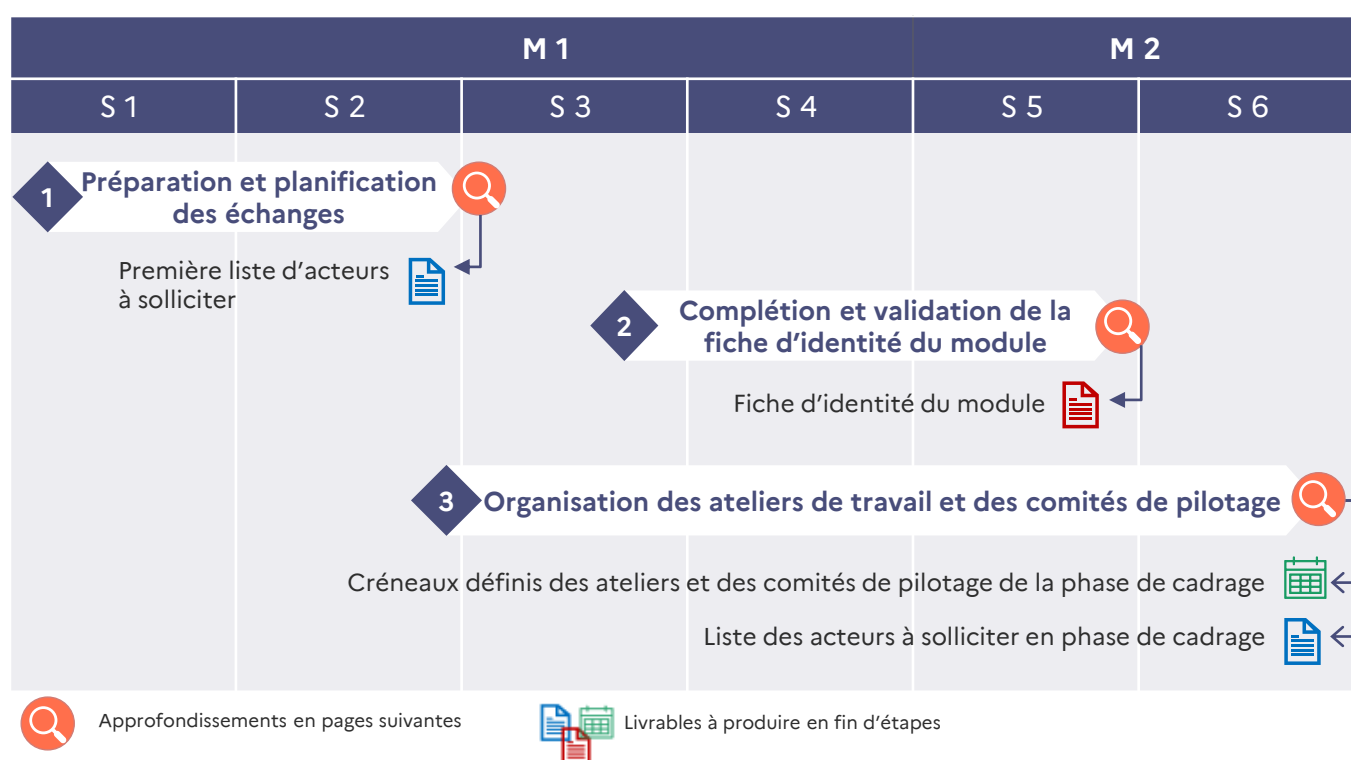 M 1
M 2
S 1
S 2
S 3
S 4
S 5
S 6
1
Préparation et planification
des échanges
Première liste d’acteurs
à solliciter
2
Complétion et validation de la
fiche d’identité du module
Fiche d’identité du module
3
Organisation des ateliers de travail et des comités de pilotage
Créneaux définis des ateliers et des comités de pilotage de la phase de cadrage
Liste des acteurs à solliciter en phase de cadrage
Approfondissements en pages suivantes
Livrables à produire en fin d’étapes